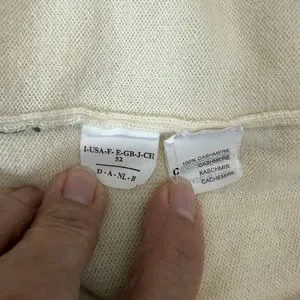 I-USA-F-E-GB-J-CH
52
D-A-NL-B
100% CASHMERE
CASHMERE
KASCHMIR
CACHEMIRE